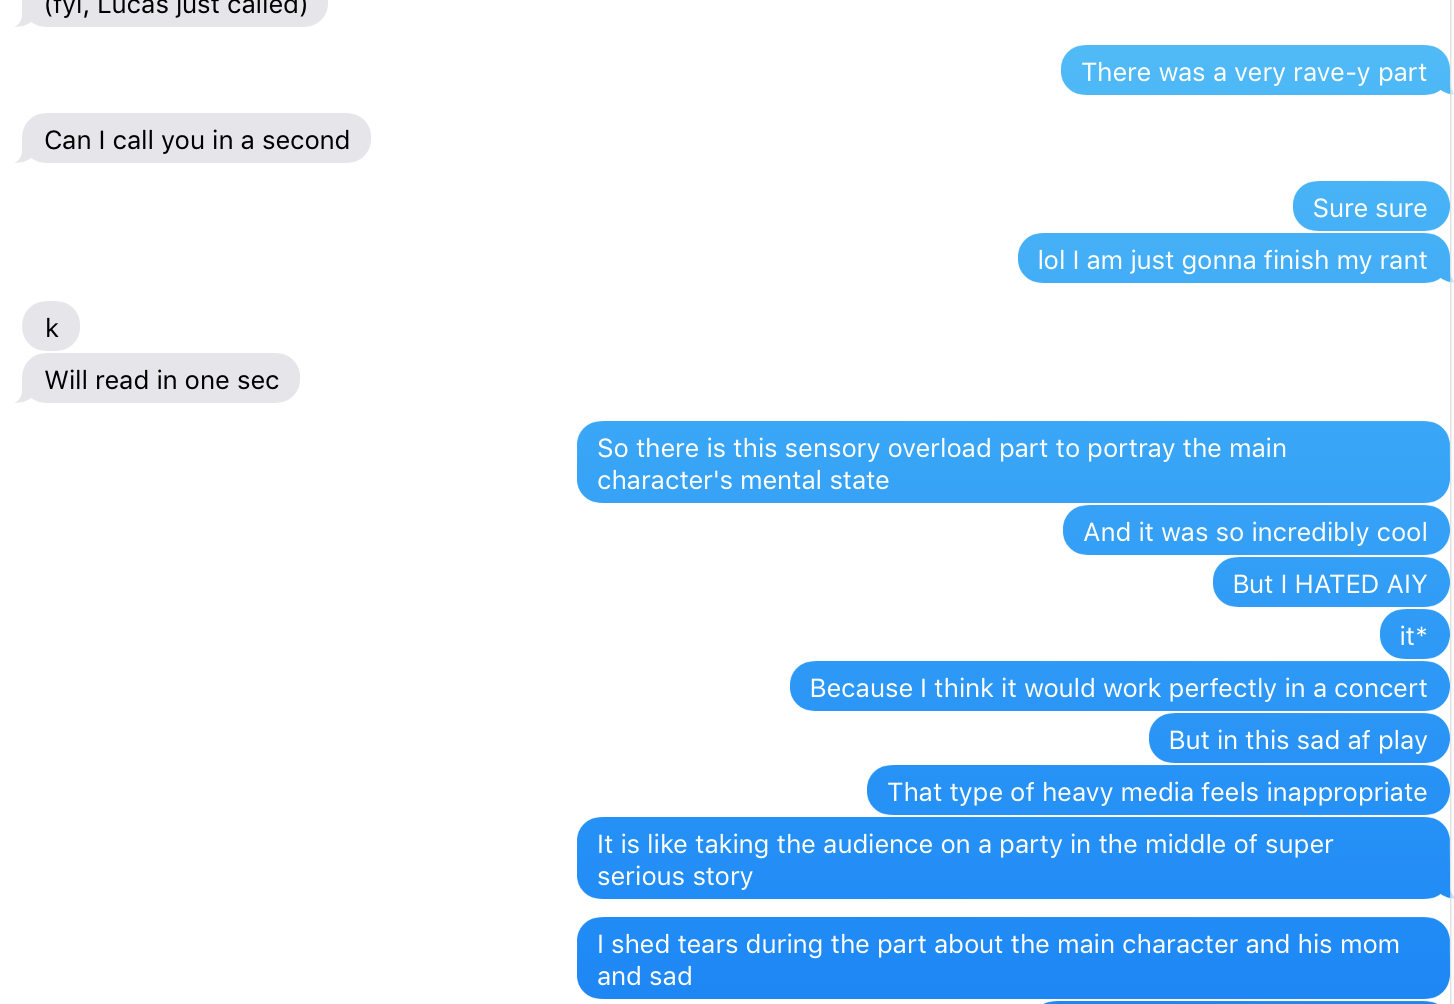 (fyi, Lucas just called)
There was a very rave-y part
Can I call you in a second
Sure sure
lol I am just gonna finish my rant
k
Will read in one sec
So there is this sensory overload part to portray the main
character's mental state
And it was so incredibly cool
But I HATED AIY
it*
Because I think it would work perfectly in a concert
But in this sad af play
That type of heavy media feels inappropriate
It is like taking the audience on a party in the middle of super
serious story
I shed tears during the part about the main character and his mom
and sad